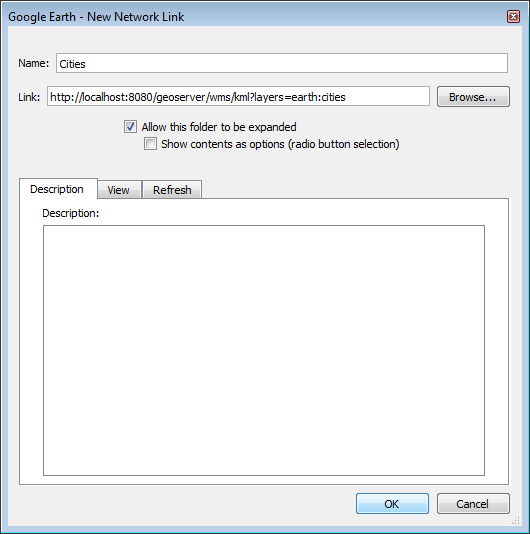 Google Earth - New Network Link
Name: Cities
Link: http://localhost:8080/geoserver/wms/kml?layers=earth:cities Browse...
Allow this folder to be expanded
Show contents as options (radio button selection)
Description View Refresh
Description:
OK Cancel